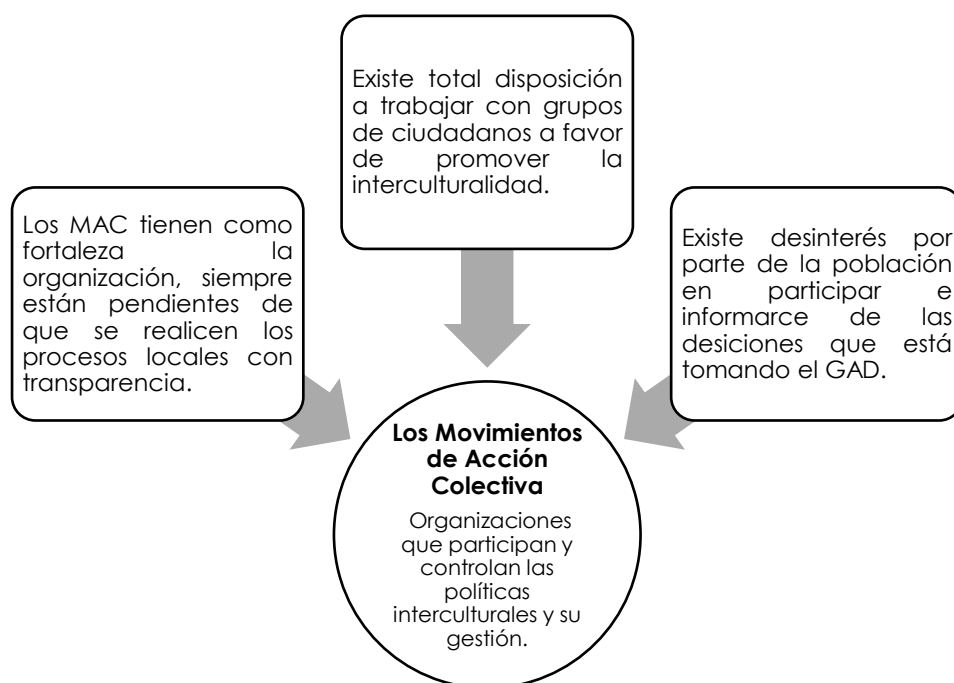 Existe total disposición
a trabajar con grupos
de ciudadanos a favor
de promover la
interculturalidad.
Los MAC tienen como
fortaleza la
organización, siempre
están pendientes de
que se realicen los
procesos locales con
transparencia.
Existe desinterés por
parte de la población
en participar e
informarce de las
desiciones que está
tomando el GAD.
Los Movimientos
de Acción
Colectiva
Organizaciones
que participan y
controlan las
políticas
interculturales y su
gestión.